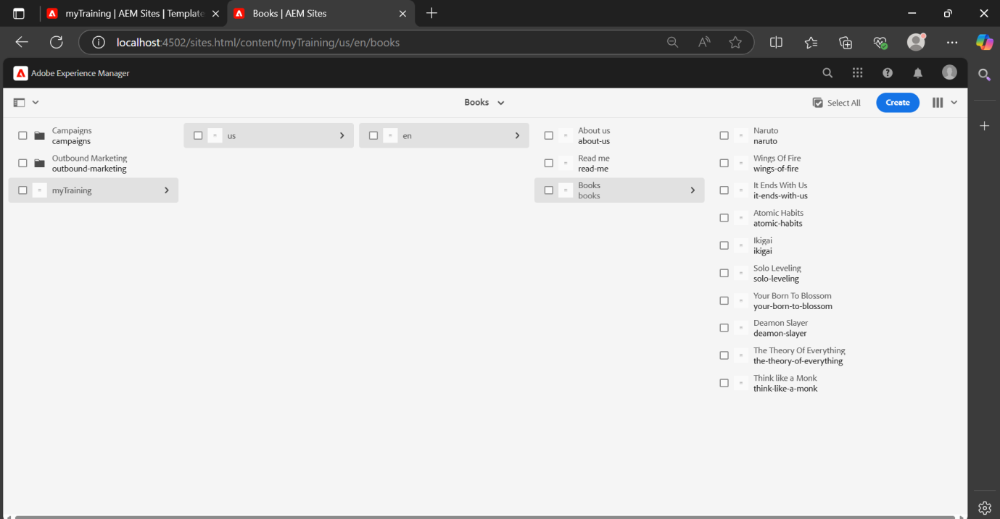 myTraining | AEM Sites | Template
Books | AEM Sites
localhost:4502/sites.html/content/myTraining/us/en/books
Adobe Experience Manager
Books
Select All
Create
Campaigns
campaigns
Outbound Marketing
outbound-marketing
myTraining
us
en
About us
about-us
Read me
read-me
Books
books
Naruto
naruto
Wings Of Fire
wings-of-fire
It Ends With Us
it-ends-with-us
Atomic Habits
atomic-habits
Ikigai
ikigai
Solo Leveling
solo-leveling
Your Born To Blossom
your-born-to-blossom
Deamon Slayer
deamon-slayer
The Theory Of Everything
the-theory-of-everything
Think like a Monk
think-like-a-monk